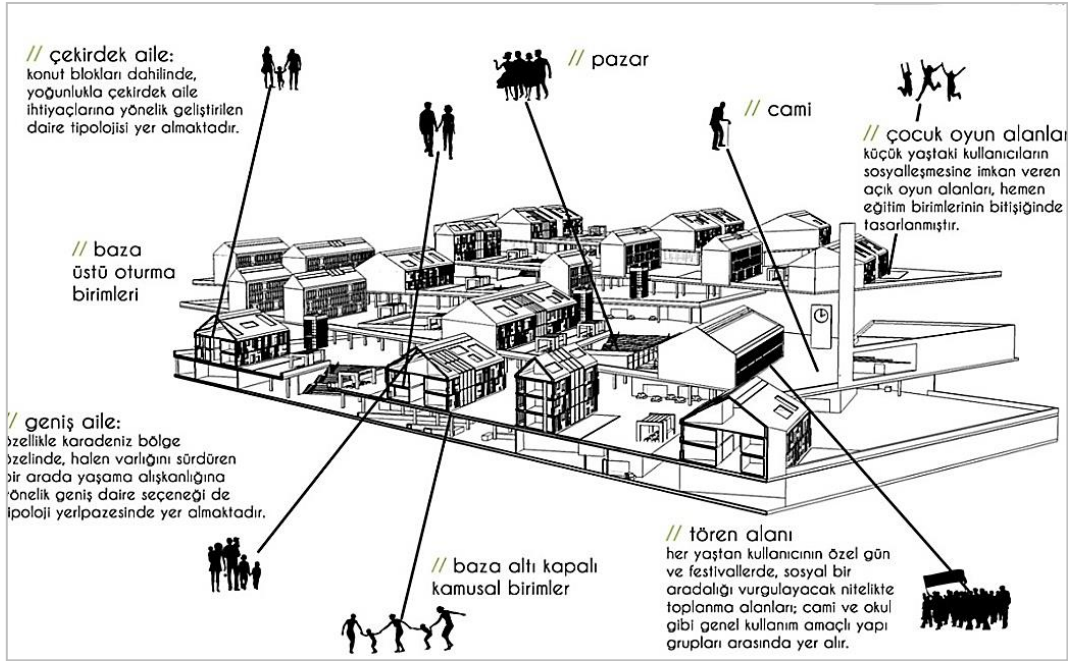 // çekirdek aile:
konut blokları dahilinde,
yoğunlukla çekirdek aile
ihtiyaçlarına yönelik geliştirilen
daire tipolojisi yer almaktadır.
// pazar
// cami
// çocuk oyun alanlar
küçük yaştaki kullanıcıların
sosyalleşmesine imkan veren
açık oyun alanları, hemen
eğitim birimlerinin bitişiğinde
tasarlanmıştır.
// baza
üstü oturma
birimleri
// geniş aile:
özellikle karadeniz bölge
özelinde, halen varlığını sürdüren
bir arada yaşama alışkanlığına
yönelik geniş daire seçeneği de
tipoloji yerlpazesinde yer almaktadır.
// baza altı kapalı
kamusal birimler
// tören alanı
her yaştan kullanıcının özel gün
ve festivallerde, sosyal bir
aradalığı vurgulayacak nitelikte
toplanma alanları; cami ve okul
gibi genel kullanım amaçlı yapı
grupları arasında yer alır.